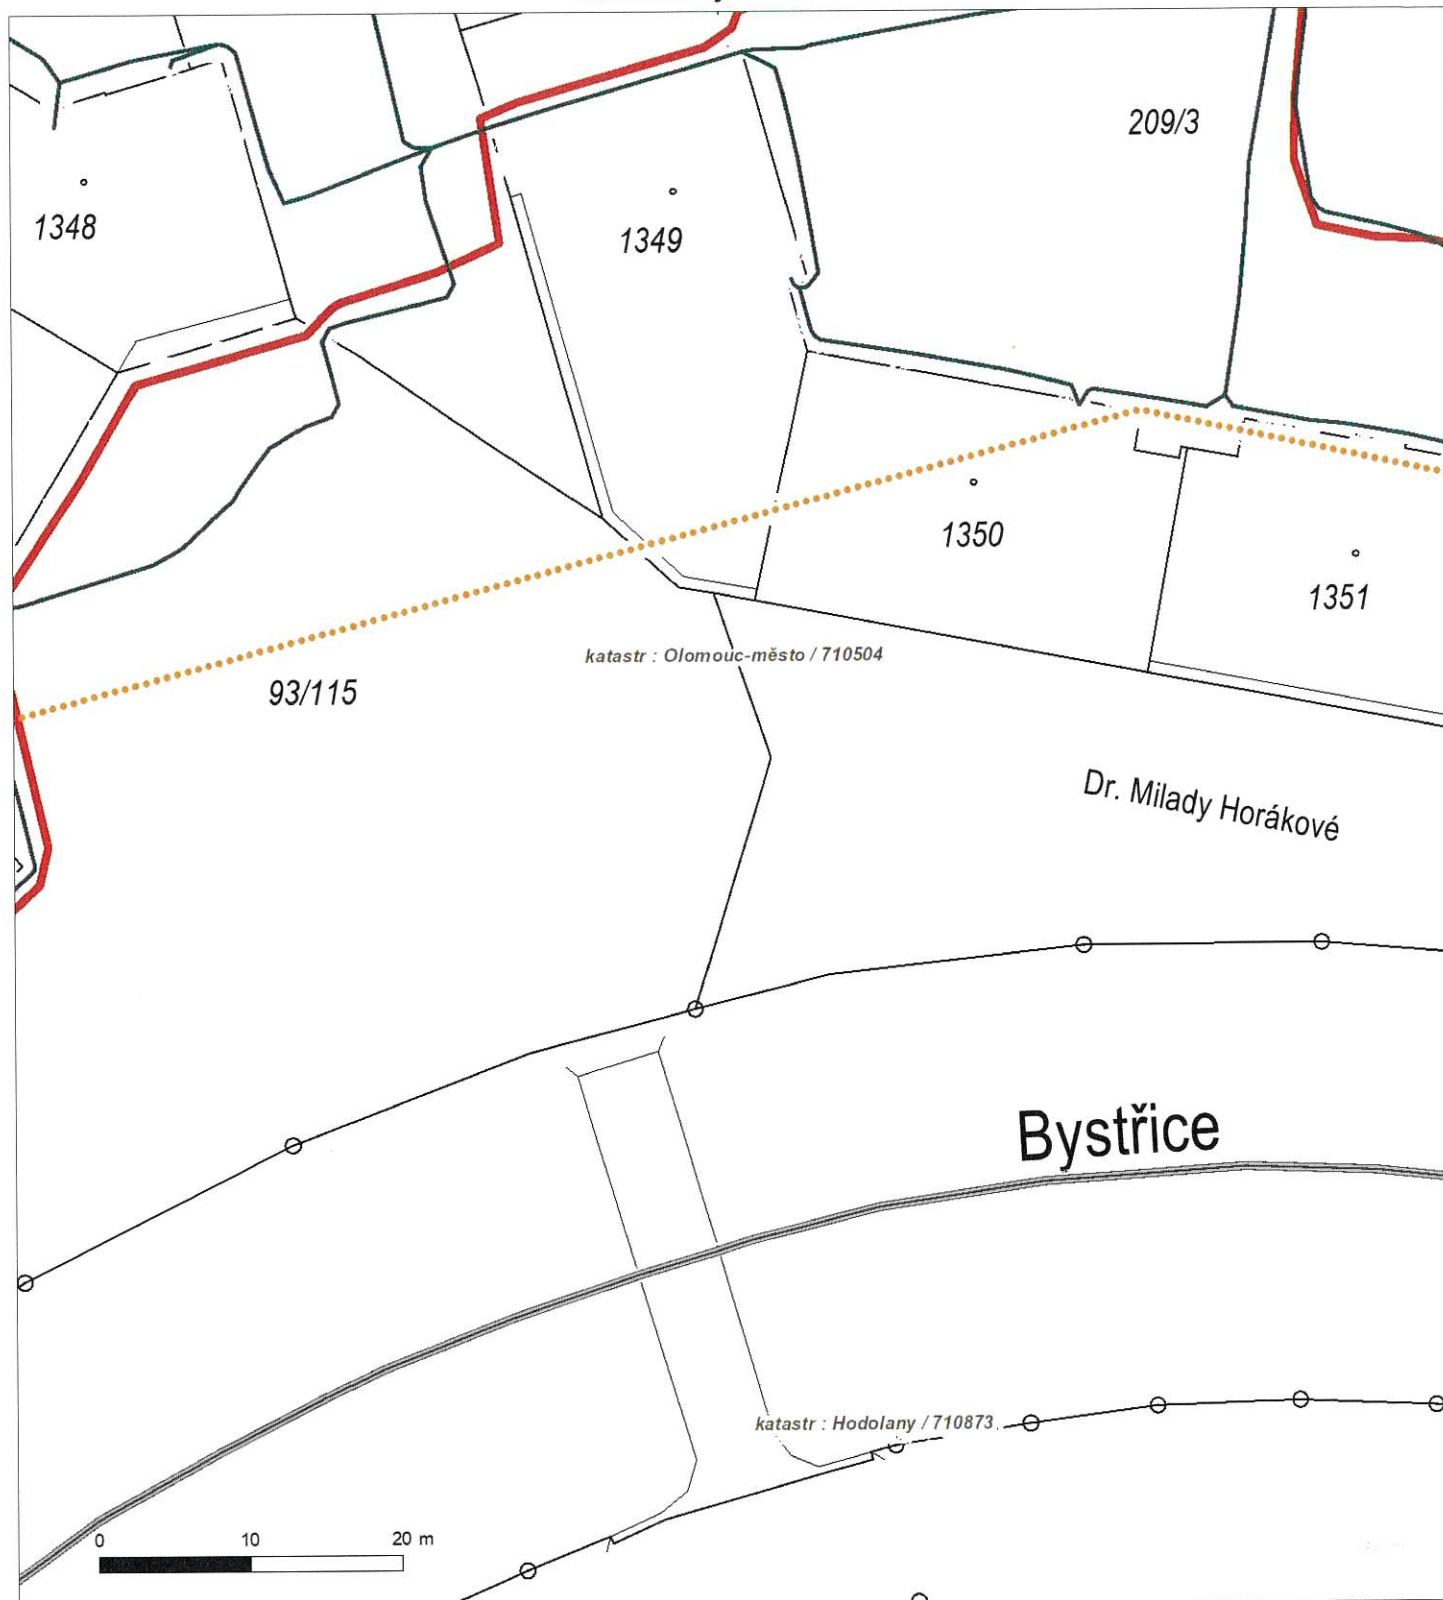 209/3
1348
1349
1350
1351
katastr : Olomouc-město / 710504
93/115
Dr. Milady Horákové
Bystřice
katastr : Hodolany / 710873
0 10 20 m